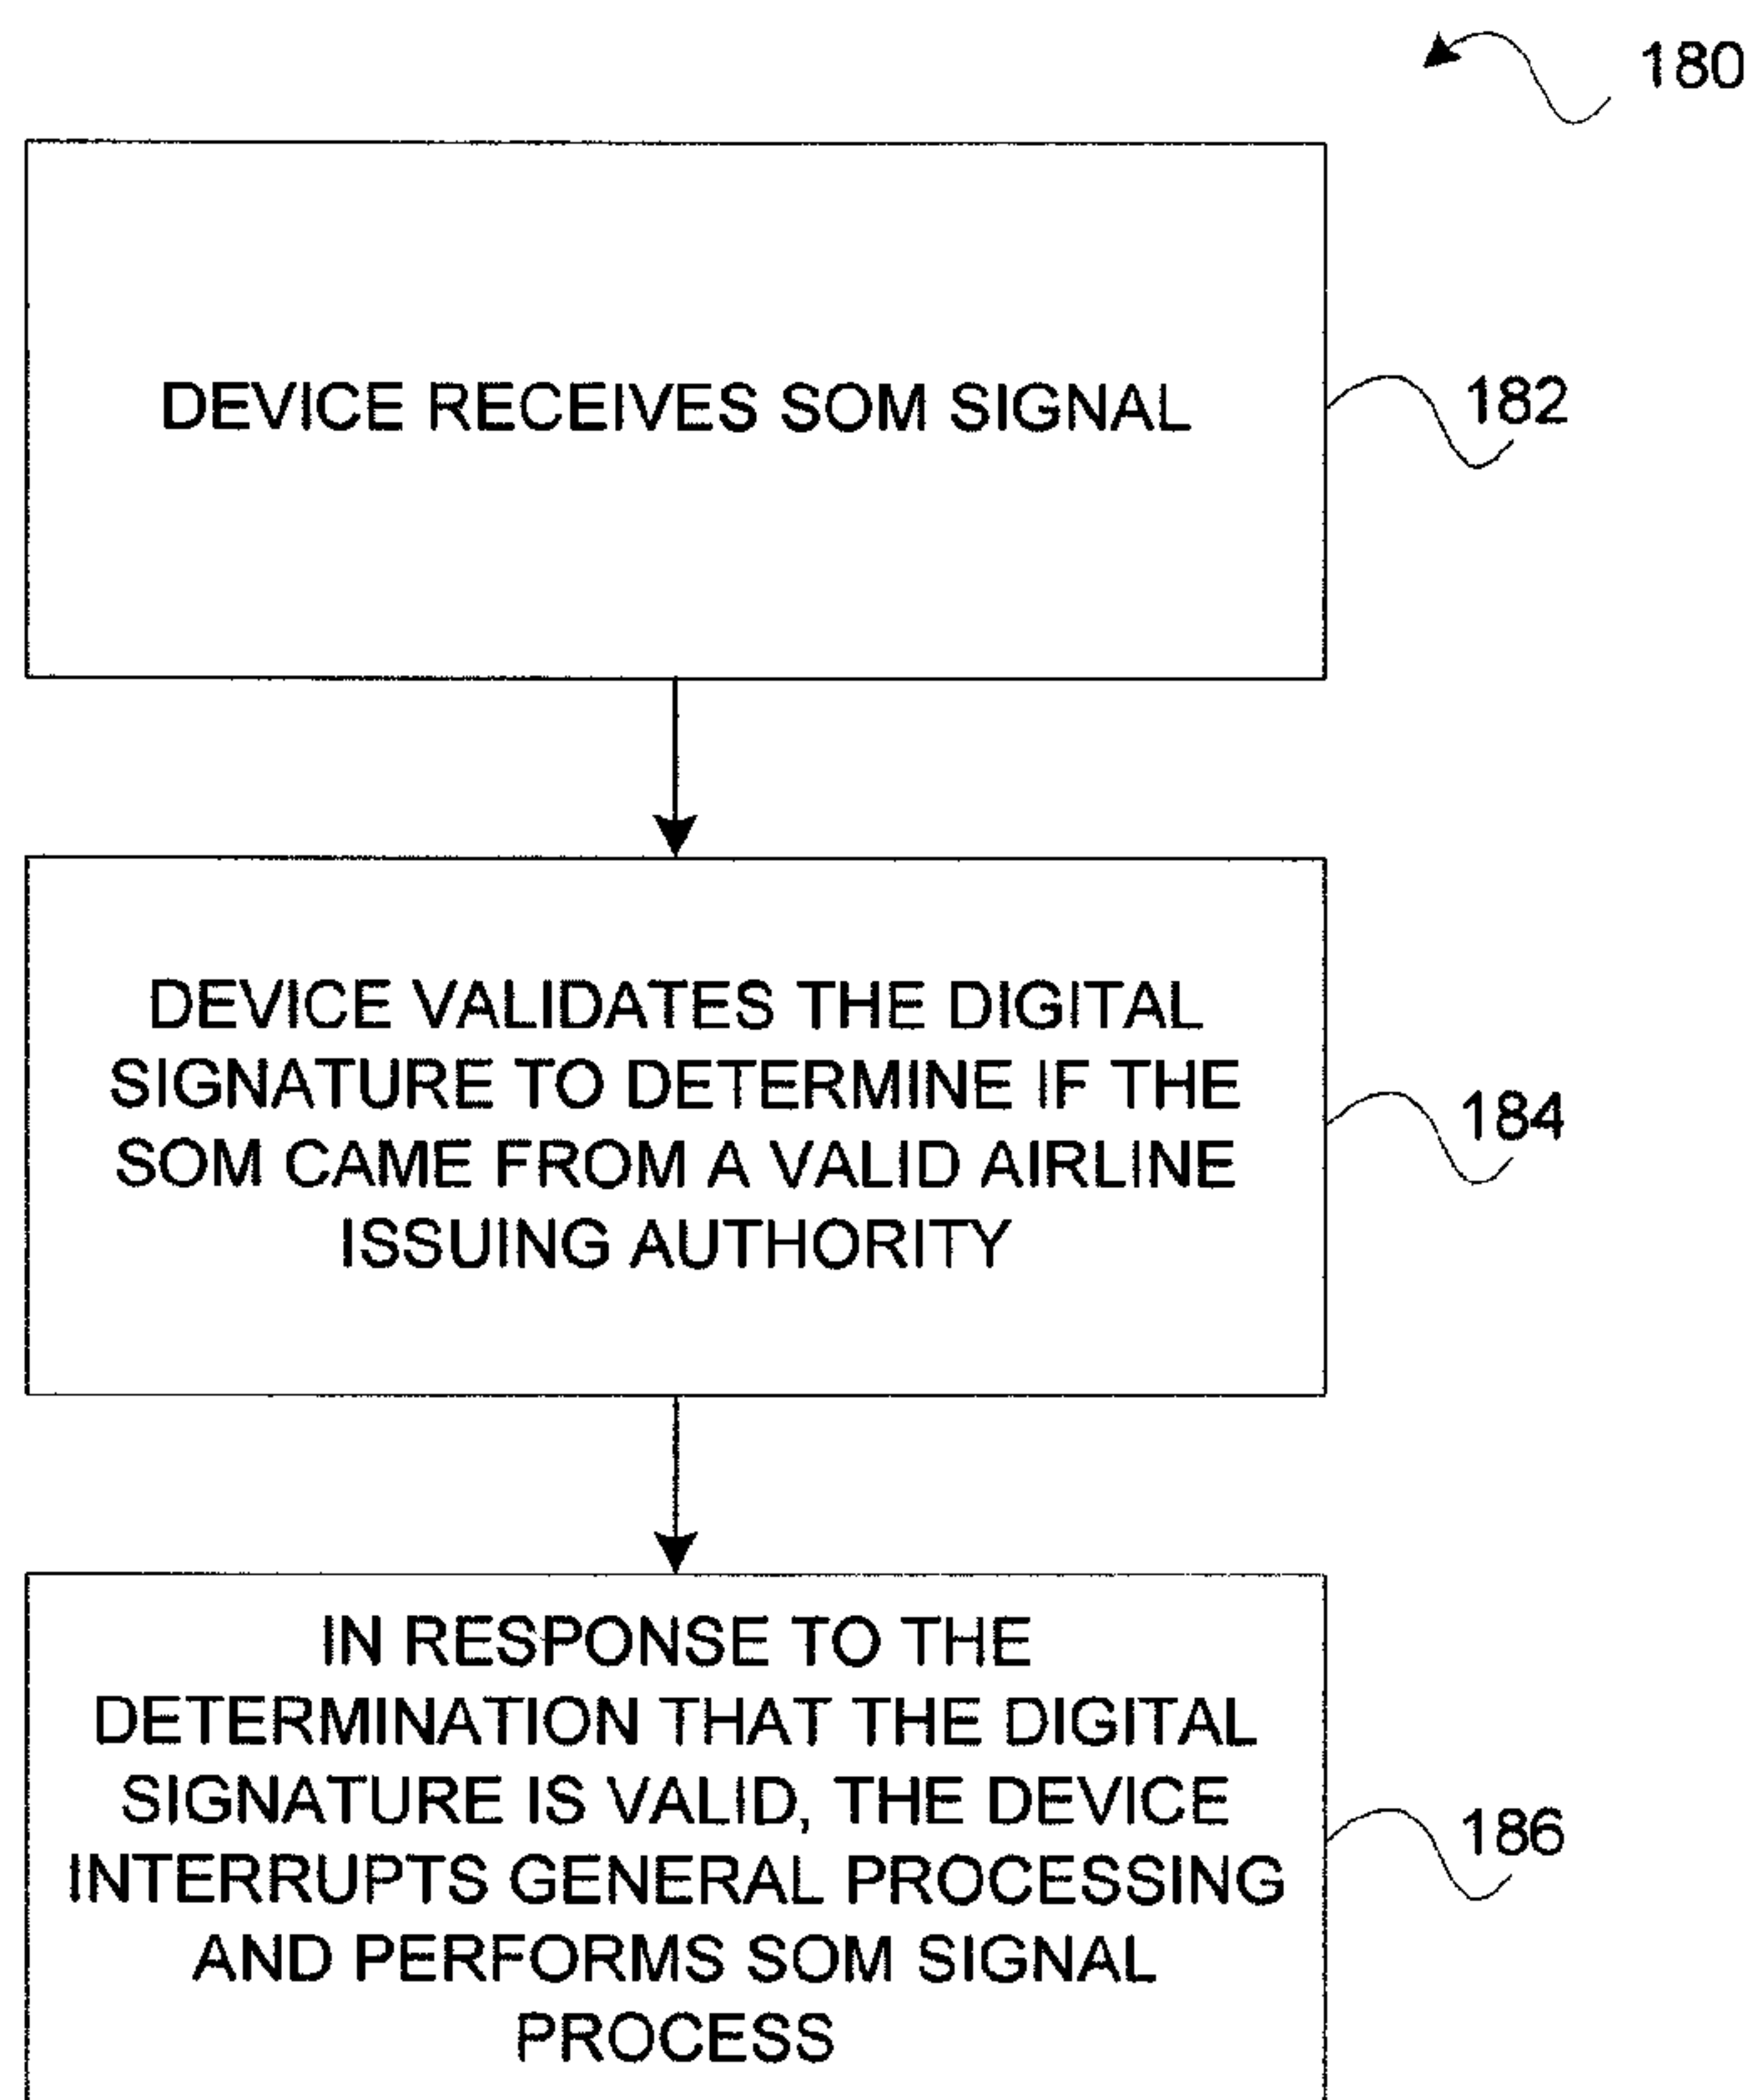 180
DEVICE RECEIVES SOM SIGNAL
182
DEVICE VALIDATES THE DIGITAL
SIGNATURE TO DETERMINE IF THE
SOM CAME FROM A VALID AIRLINE
ISSUING AUTHORITY
184
IN RESPONSE TO THE
DETERMINATION THAT THE DIGITAL
SIGNATURE IS VALID, THE DEVICE
INTERRUPTS GENERAL PROCESSING
AND PERFORMS SOM SIGNAL
PROCESS
186